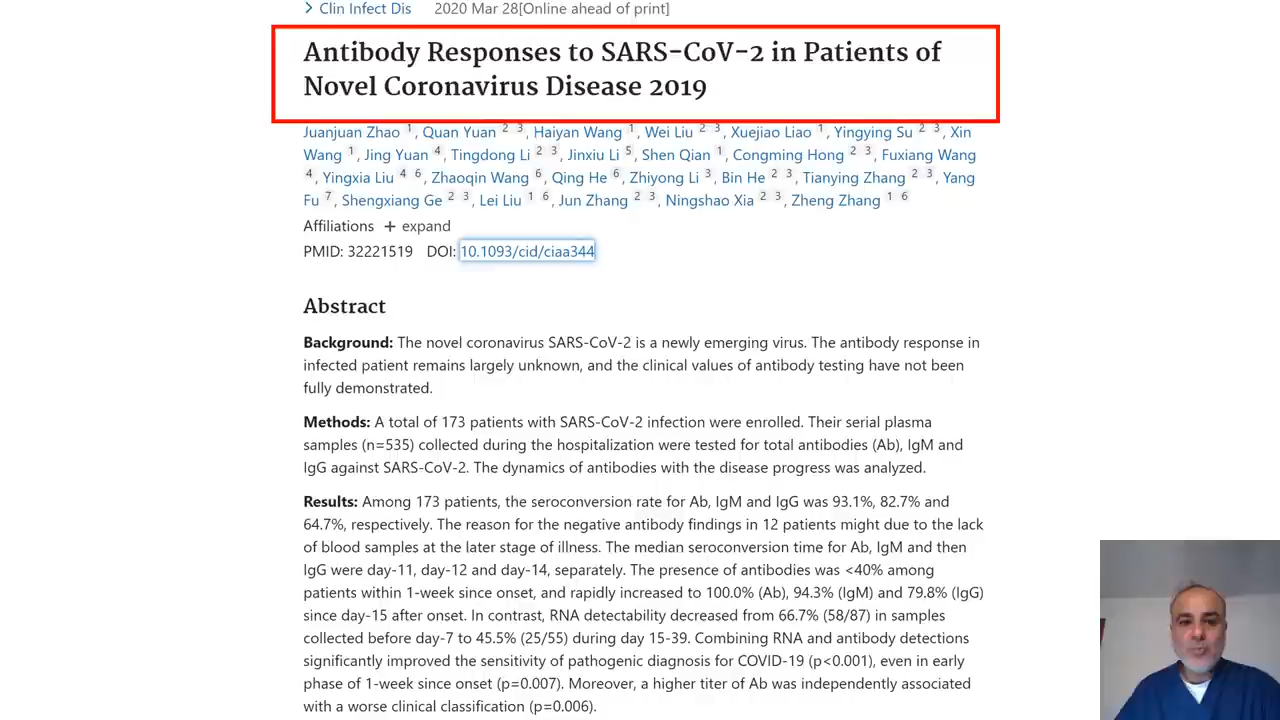 Clin Infect Dis 2020 Mar 28[Online ahead of print]
Antibody Responses to SARS-CoV-2 in Patients of
Novel Coronavirus Disease 2019
Juanjuan Zhao 1, Quan Yuan 2 3, Haiyan Wang 1, Wei Liu 2 3, Xuejiao Liao 1, Yingying Su 2 3, Xin
Wang 1, Jing Yuan 4, Tingdong Li 2 3, Jinxiu Li 5, Shen Qian 1, Congming Hong 2 3, Fuxiang Wang
4, Yingxia Liu 4 6, Zhaoqin Wang 6, Qing He 6, Zhiyong Li 3, Bin He 2 3, Tianying Zhang 2 3, Yang
Fu 7, Shengxiang Ge 2 3, Lei Liu 1 6, Jun Zhang 2 3, Ningshao Xia 2 3, Zheng Zhang 1 6
Affiliations + expand
PMID: 32221519 DOI: 10.1093/cid/ciaa344
Abstract
Background: The novel coronavirus SARS-CoV-2 is a newly emerging virus. The antibody response in
infected patient remains largely unknown, and the clinical values of antibody testing have not been
fully demonstrated.
Methods: A total of 173 patients with SARS-CoV-2 infection were enrolled. Their serial plasma
samples (n=535) collected during the hospitalization were tested for total antibodies (Ab), IgM and
IgG against SARS-CoV-2. The dynamics of antibodies with the disease progress was analyzed.
Results: Among 173 patients, the seroconversion rate for Ab, IgM and IgG was 93.1%, 82.7% and
64.7%, respectively. The reason for the negative antibody findings in 12 patients might due to the lack
of blood samples at the later stage of illness. The median seroconversion time for Ab, IgM and then
IgG were day-11, day-12 and day-14, separately. The presence of antibodies was <40% among
patients within 1-week since onset, and rapidly increased to 100.0% (Ab), 94.3% (IgM) and 79.8% (IgG)
since day-15 after onset. In contrast, RNA detectability decreased from 66.7% (58/87) in samples
collected before day-7 to 45.5% (25/55) during day 15-39. Combining RNA and antibody detections
significantly improved the sensitivity of pathogenic diagnosis for COVID-19 (p<0.001), even in early
phase of 1-week since onset (p=0.007). Moreover, a higher titer of Ab was independently associated
with a worse clinical classification (p=0.006).